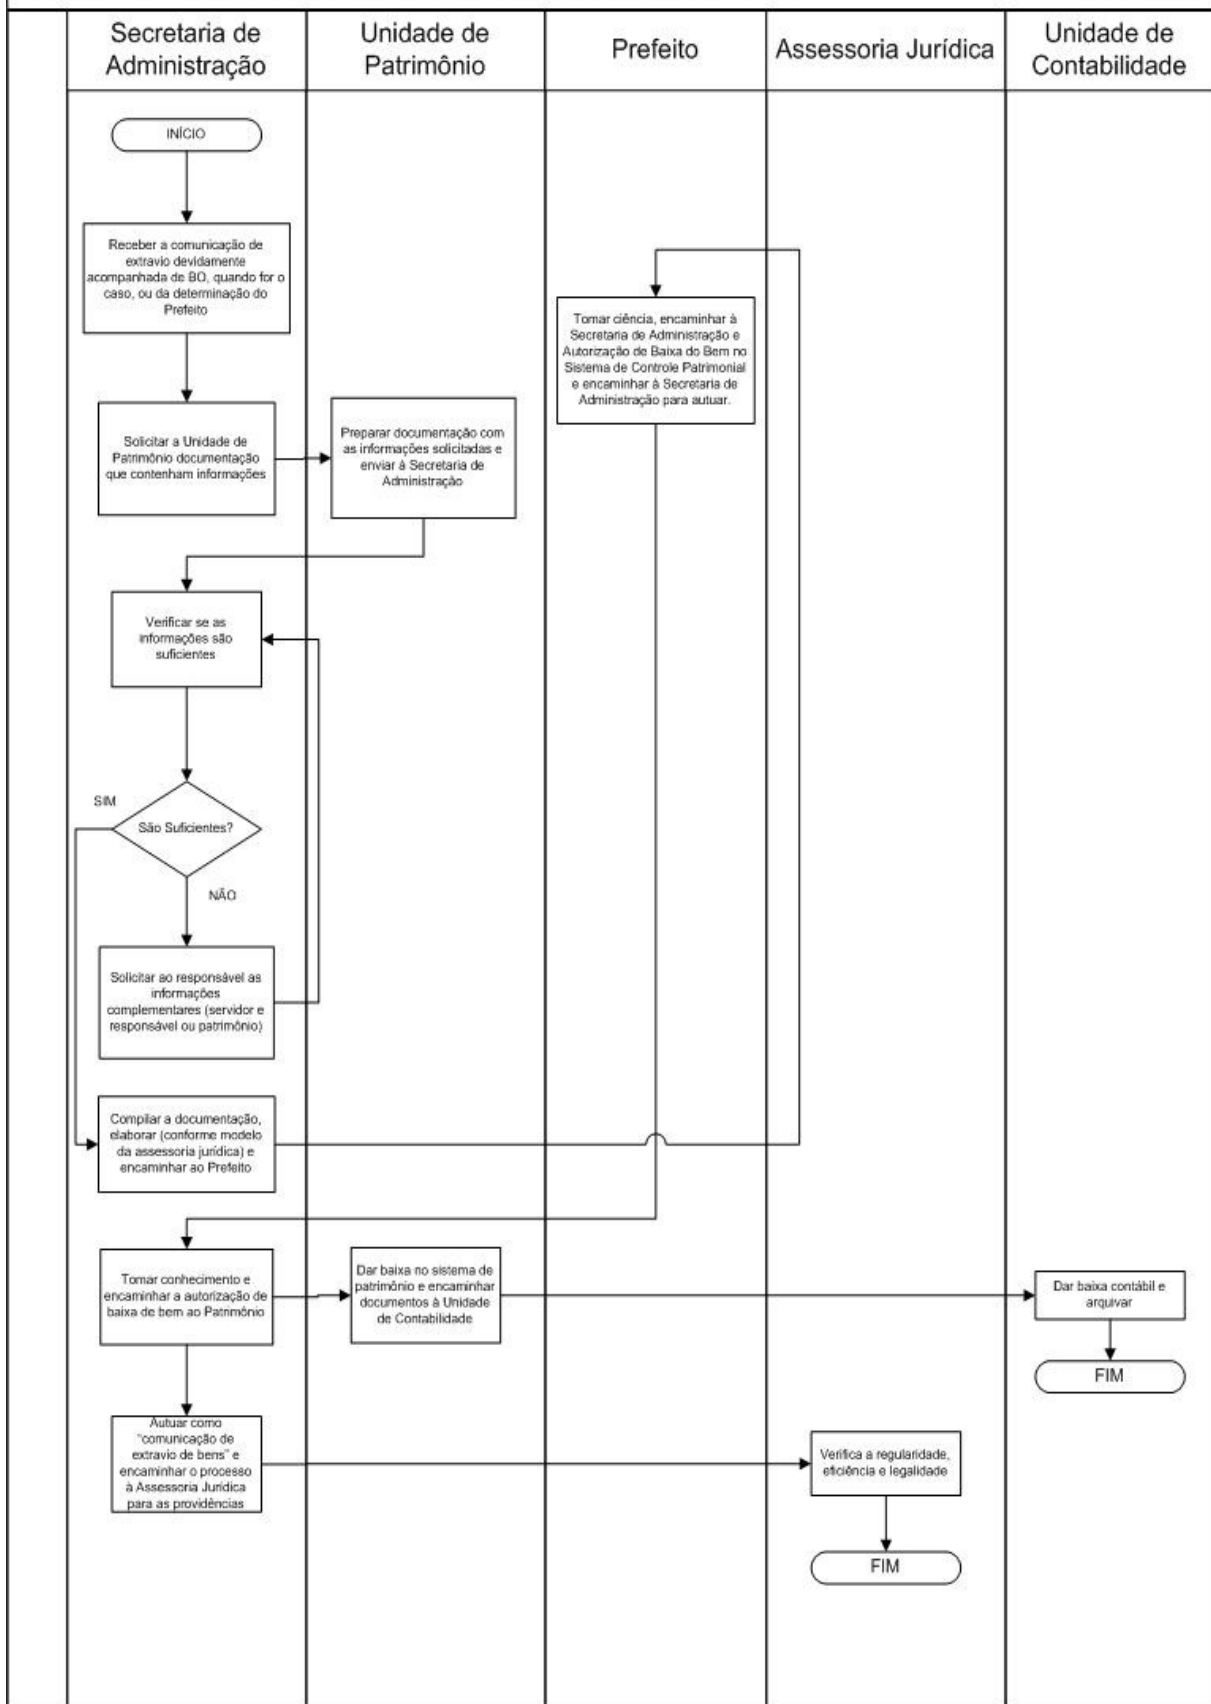 Secretaria de
Administração
Unidade de
Patrimônio
Prefeito
Assessoria Jurídica
Unidade de
Contabilidade
INÍCIO
Receber a comunicação de
extravio devidamente
acompanhada de BO, quando for o
caso, ou da determinação do
Prefeito
Tomar ciência, encaminhar à
Secretaria de Administração e
Autorização de Baixa do Bem no
Sistema de Controle Patrimonial
e encaminhar à Secretaria de
Administração para autuar.
Solicitar a Unidade de
Patrimônio documentação
que contenham informações
Preparar documentação com
as informações solicitadas e
enviar à Secretaria de
Administração
Verificar se as
informações são
suficientes
SIM
São Suficientes?
NÃO
Solicitar ao responsável as
informações
complementares (servidor e
responsável ou patrimônio)
Compilar a documentação,
elaborar (conforme modelo
da assessoria jurídica) e
encaminhar ao Prefeito
Tomar conhecimento e
encaminhar a autorização de
baixa de bem ao Patrimônio
Dar baixa no sistema de
patrimônio e encaminhar
documentos à Unidade
de Contabilidade
Dar baixa contábil e
arquivar
FIM
Autuar como
"comunicação de
extravio de bens" e
encaminhar o processo
à Assessoria Jurídica
para as providências
Verifica a regularidade,
eficiência e legalidade
FIM